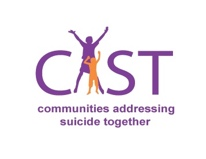 CAST
communities addressing
suicide together